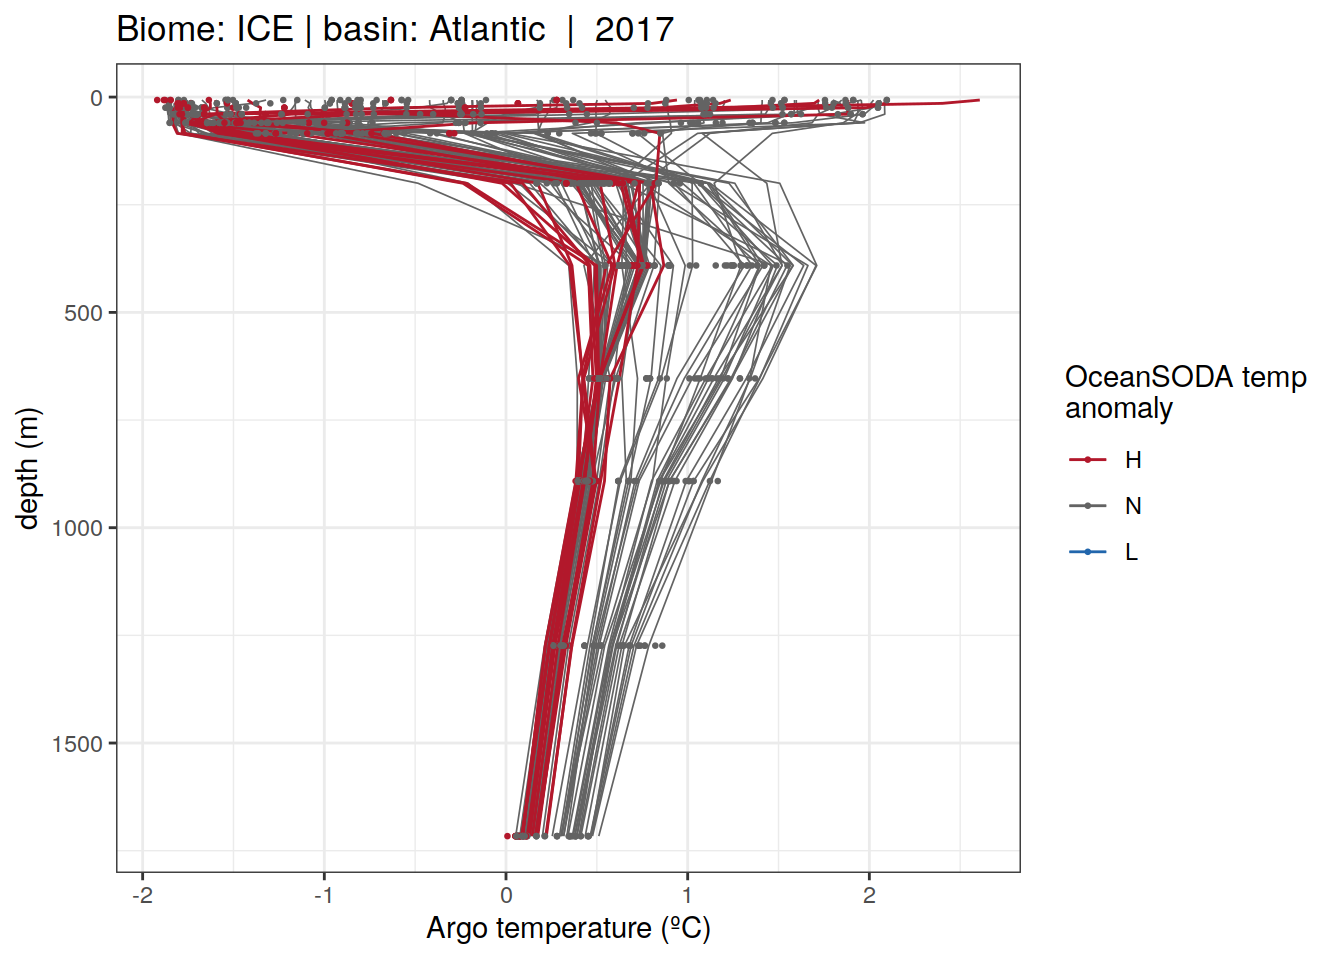 Biome: ICE | basin: Atlantic  |  2017
0
500
1000
1500
depth (m)
-2
-1
0
1
2
Argo temperature (ºC)
OceanSODA temp
anomaly
H
N
L